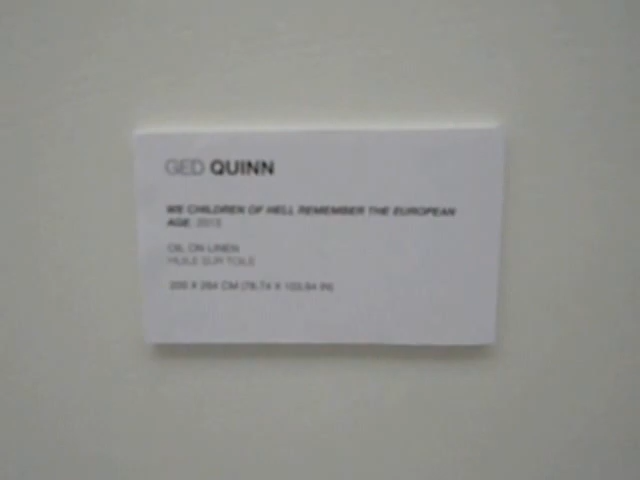 GED QUINN
WE CHILDREN OF HELL REMEMBER THE EUROPEAN
AGE, 2013
OIL ON LINEN
HUILE SUR TOILE
200 X 264 CM (78.74 X 103.94 IN)